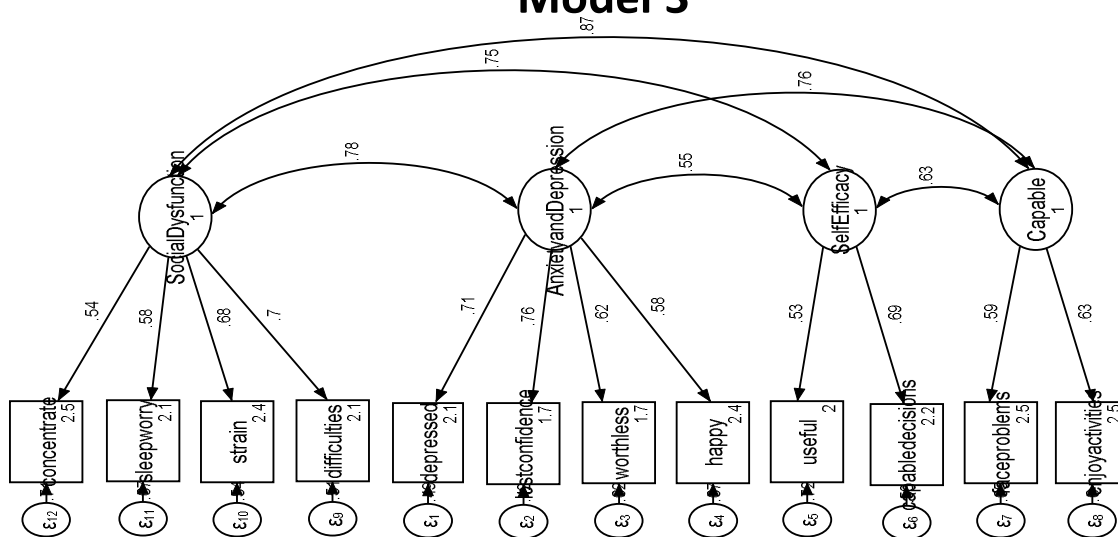 Model 3
.87
.75
.76
.78
.55
.63
SocialDysfunction
1
AnxietyandDepression
1
SelfEfficacy
1
Capable
1
.54
.58
.68
.7
.71
.76
.62
.58
.53
.69
.59
.63
concentrate
2.5
sleepworry
2.1
strain
2.4
difficulties
2.1
depressed
2.1
lostconfidence
1.7
worthless
1.7
happy
2.4
useful
2
capabledecisions
2.2
faceproblems
2.5
enjoyactivities
2.5
.72
ε12
ε11
ε10
ε9
ε1
ε2
ε3
ε4
ε5
ε6
ε7
ε8